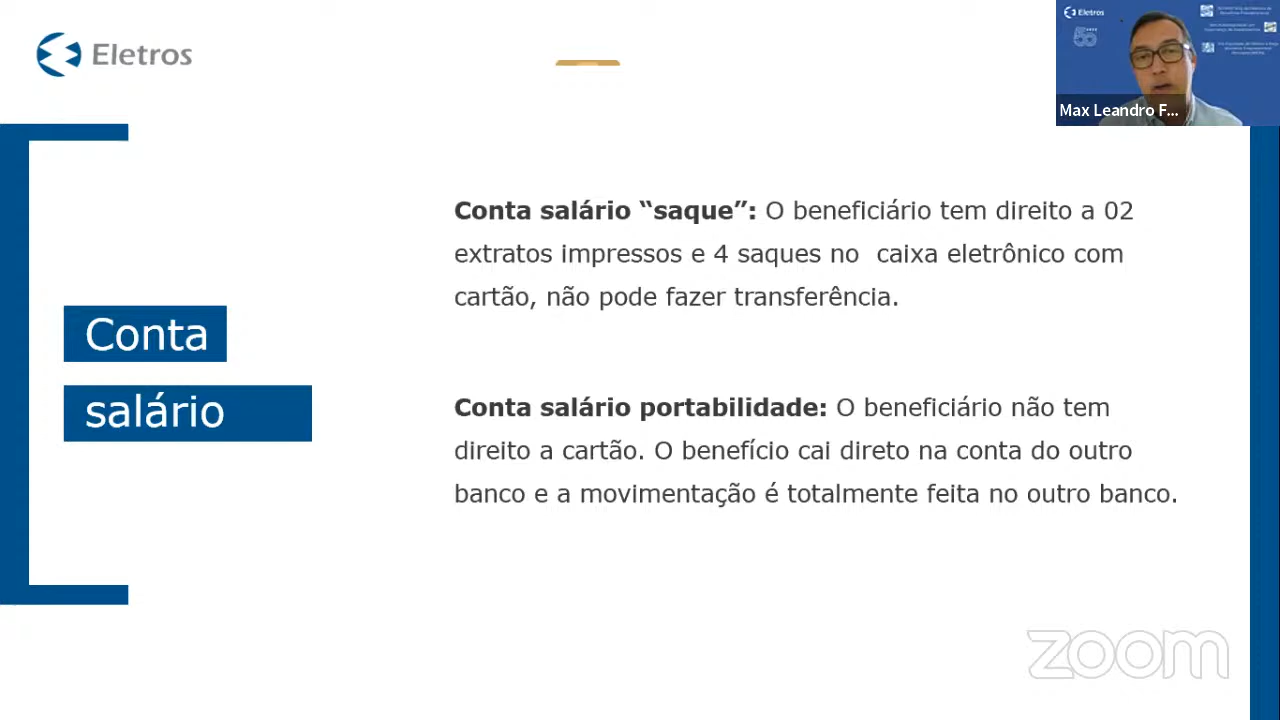 Eletros
Eletros
Max Leandro F...
Conta salário “saque”: O beneficiário tem direito a 02
extratos impressos e 4 saques no  caixa eletrônico com
cartão, não pode fazer transferência.
Conta
salário
Conta salário portabilidade: O beneficiário não tem
direito a cartão. O benefício cai direto na conta do outro
banco e a movimentação é totalmente feita no outro banco.
zoom